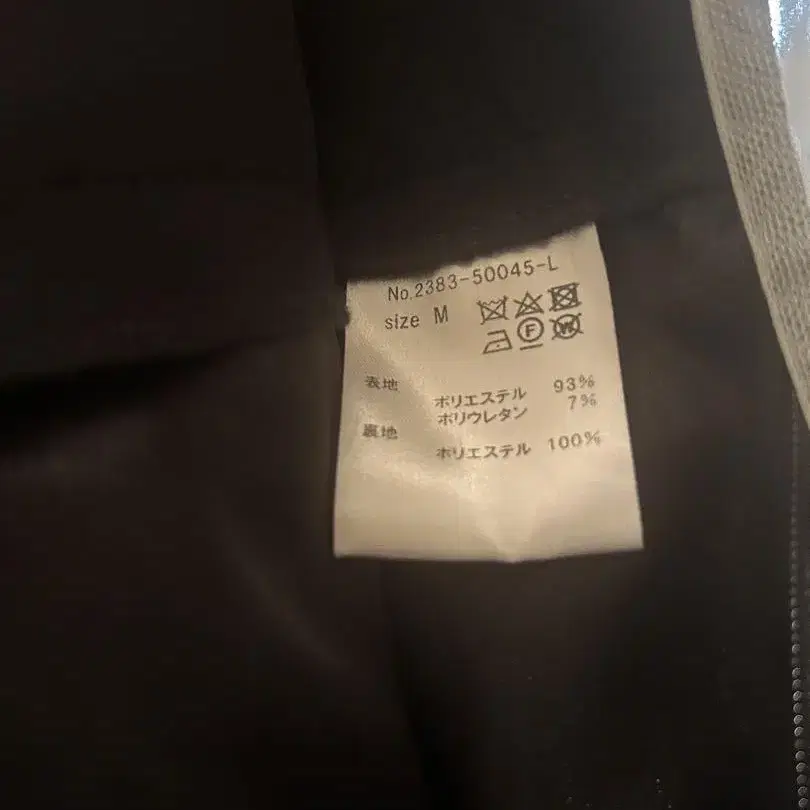 No.2383-50045-L
size M
表地
ポリエステル 93%
ポリウレタン 7%
裏地
ポリエステル 100%